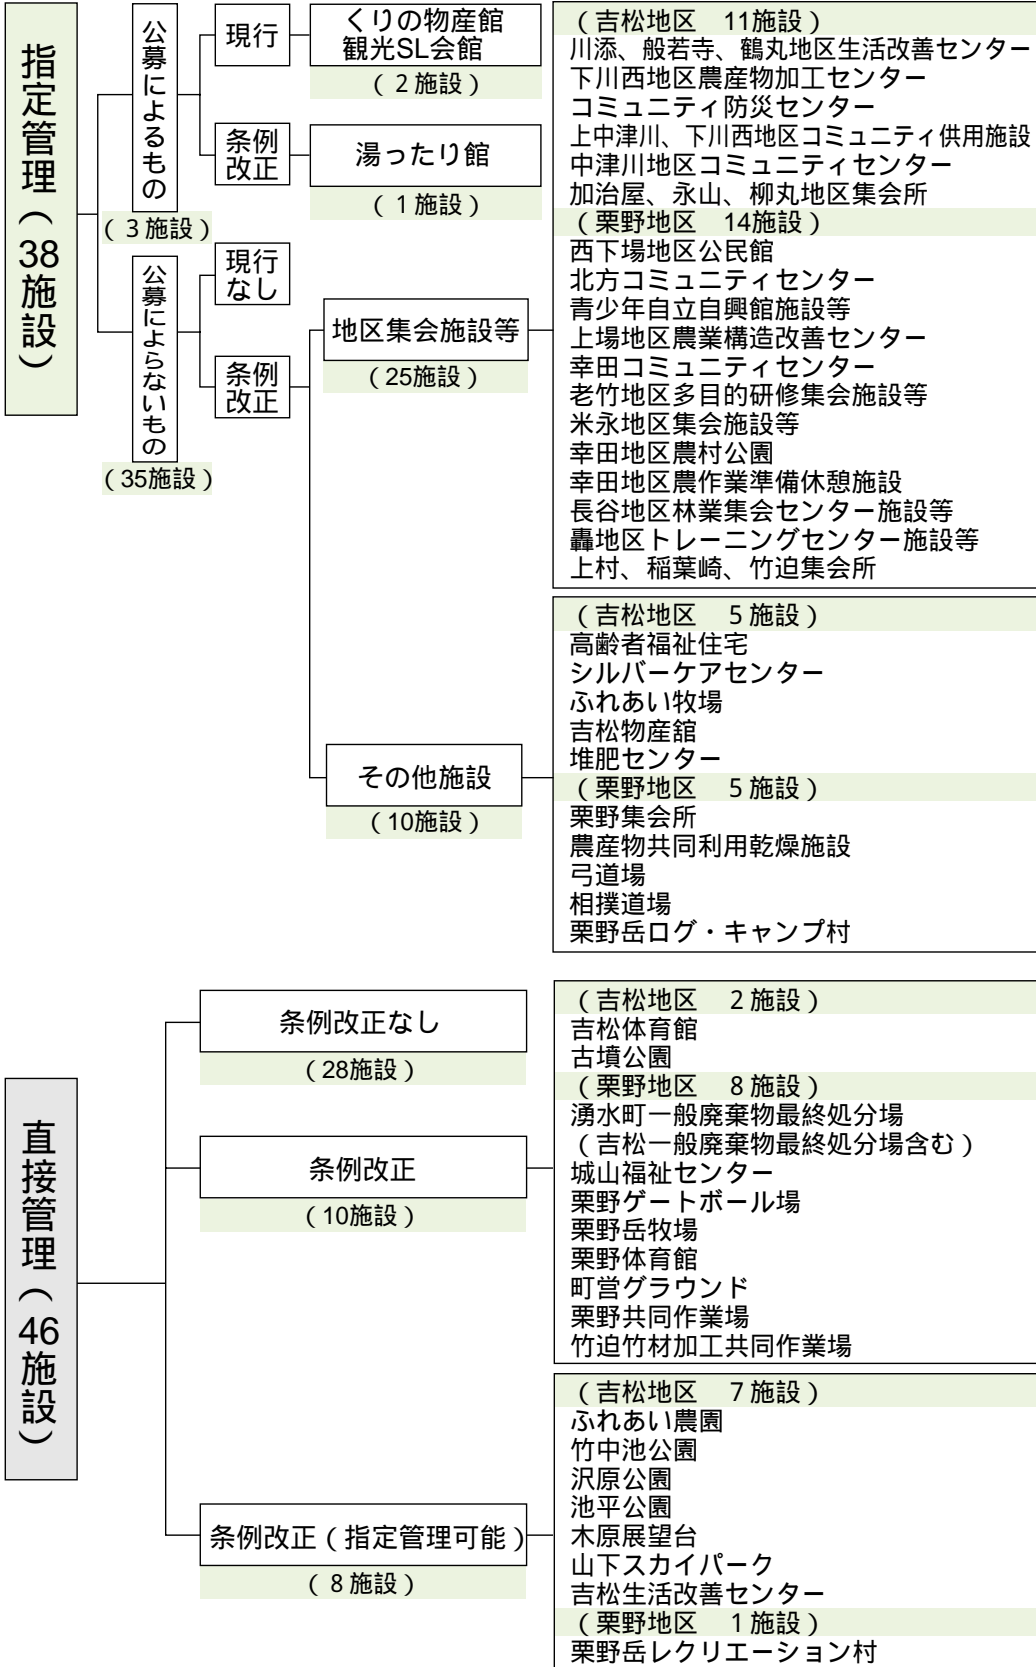 指定管理（38施設）
公募によるもの
（３施設）
現行
くりの物産館
観光SL会館
（２施設）
条例
改正
湯ったり館
（１施設）
公募によらないもの
（35施設）
現行
なし
条例
改正
地区集会施設等
（25施設）
（吉松地区　11施設）
川添、般若寺、鶴丸地区生活改善センター
下川西地区農産物加工センター
コミュニティ防災センター
上中津川、下川西地区コミュニティ供用施設
中津川地区コミュニティセンター
加治屋、永山、柳丸地区集会所
（栗野地区　14施設）
西下場地区公民館
北方コミュニティセンター
青少年自立自興館施設等
上場地区農業構造改善センター
幸田コミュニティセンター
老竹地区多目的研修集会施設等
米永地区集会施設等
幸田地区農村公園
幸田地区農作業準備休憩施設
長谷地区林業集会センター施設等
轟地区トレーニングセンター施設等
上村、稲葉崎、竹迫集会所
その他施設
（10施設）
（吉松地区　５施設）
高齢者福祉住宅
シルバーケアセンター
ふれあい牧場
吉松物産舘
堆肥センター
（栗野地区　５施設）
栗野集会所
農産物共同利用乾燥施設
弓道場
相撲道場
栗野岳ログ・キャンプ村
直接管理（46施設）
条例改正なし
（28施設）
条例改正
（10施設）
（吉松地区　２施設）
吉松体育館
古墳公園
（栗野地区　８施設）
湧水町一般廃棄物最終処分場
（吉松一般廃棄物最終処分場含む）
城山福祉センター
栗野ゲートボール場
栗野岳牧場
栗野体育館
町営グラウンド
栗野共同作業場
竹迫竹材加工共同作業場
条例改正（指定管理可能）
（８施設）
（吉松地区　７施設）
ふれあい農園
竹中池公園
沢原公園
池平公園
木原展望台
山下スカイパーク
吉松生活改善センター
（栗野地区　１施設）
栗野岳レクリエーション村